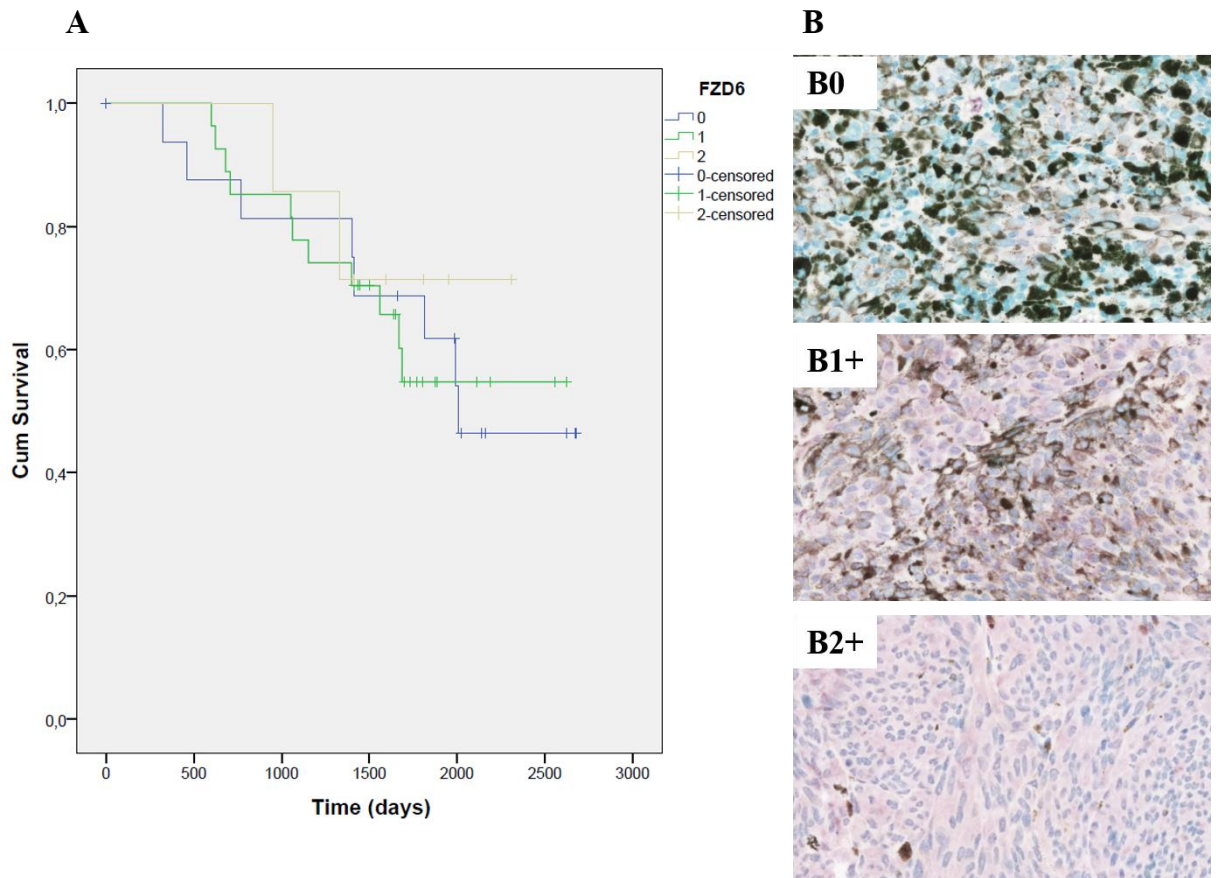 A
B
FZD6
0
1
2
0-censored
1-censored
2-censored
Cum Survival
1,0
0,8
0,6
0,4
0,2
0,0
0 500 1000 1500 2000 2500 3000
Time (days)
B0
B1+
B2+